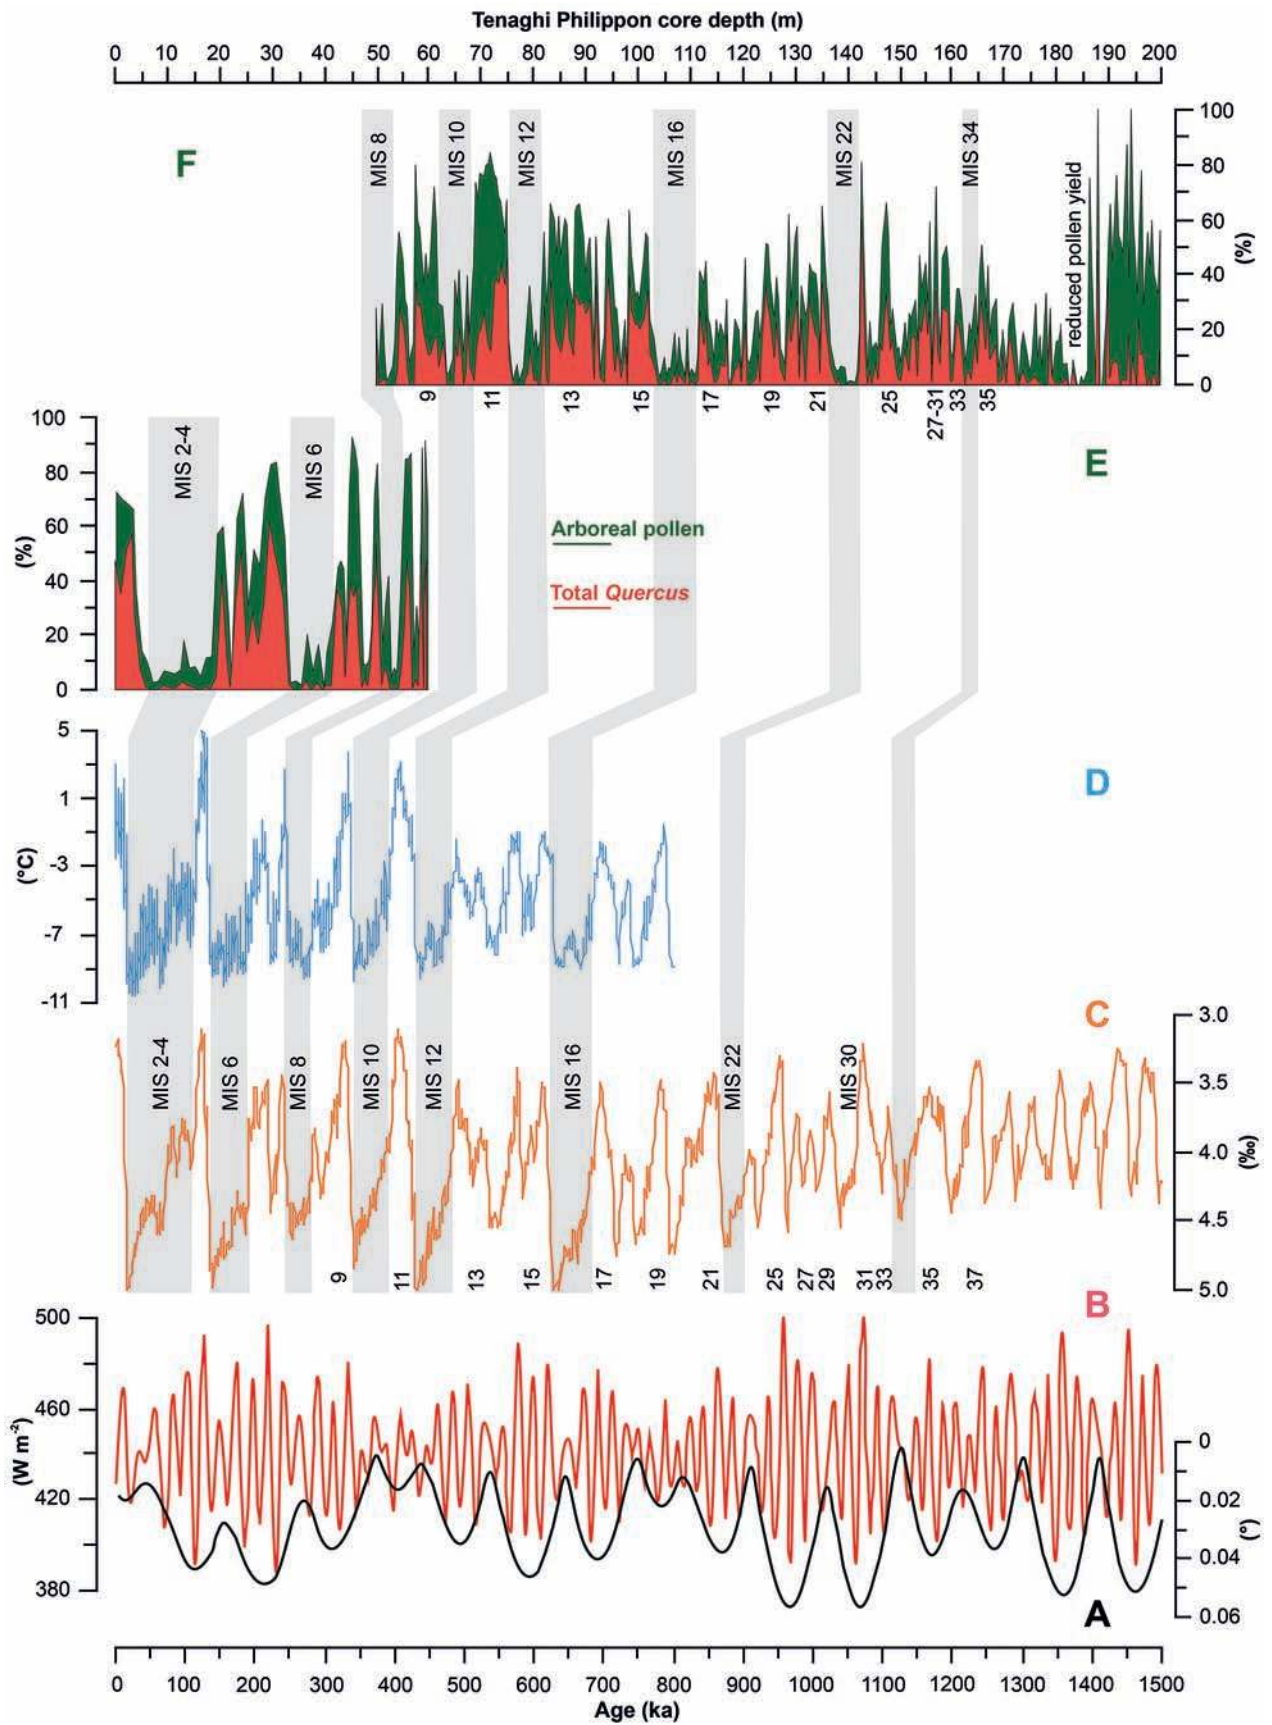 Tenaghi Philippon core depth (m)
0 10 20 30 40 50 60 70 80 90 100 110 120 130 140 150 160 170 180 190 200
F
MIS 8
MIS 10
MIS 12
MIS 16
MIS 22
MIS 34
reduced pollen yield
100
80
60
40
20
0
(%)
9 11 13 15 17 19 21 25 27-31 33 35
E
100
80
60
40
20
0
(%)
MIS 2-4
MIS 6
Arboreal pollen
Total Quercus
D
5
1
-3
-7
-11
(°C)
C
3.0
3.5
4.0
4.5
5.0
(‰)
MIS 2-4
MIS 6
MIS 8
MIS 10
MIS 12
MIS 16
MIS 22
MIS 30
9 11 13 15 17 19 21 25 27 29 31 33 35 37
B
500
460
420
380
(W m-2)
0
0.02
0.04
0.06
(°)
A
0 100 200 300 400 500 600 700 800 900 1000 1100 1200 1300 1400 1500
Age (ka)